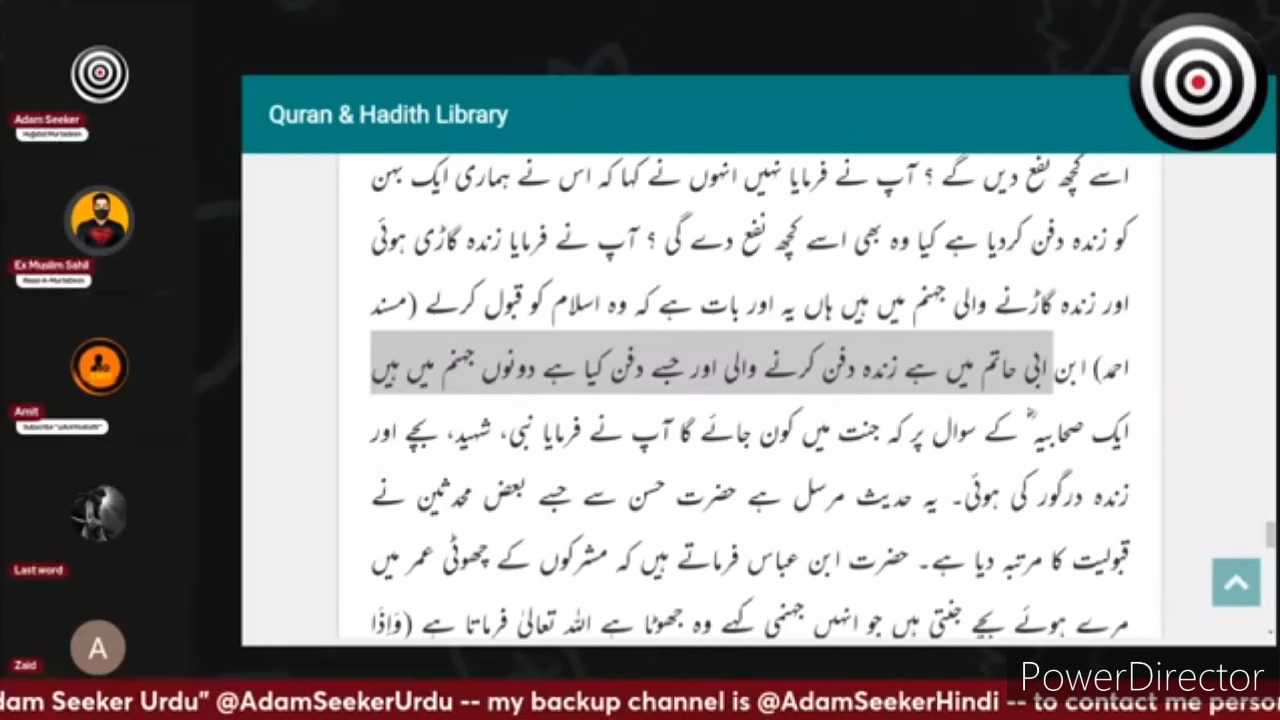 Adam Seeker
Ex Muslim Sahil
Amit
Last word
A
Zaid
Quran & Hadith Library
اسے کچھ نفع دیں گے ؟ آپ نے فرمایا نہیں انہوں نے کہا کہ اس نے ہماری ایک بہن
کو زندہ دفن کردیا ہے کیا وہ بھی اسے کچھ نفع دے گی ؟ آپ نے فرمایا زندہ گاڑی ہوئی
اور زندہ گاڑنے والی جہنم میں ہیں ہاں یہ اور بات ہے کہ وہ اسلام کو قبول کرلے (مسند
احمد) ابن ابی حاتم میں ہے زندہ دفن کرنے والی اور جسے دفن کیا ہے دونوں جہنم میں ہیں
ایک صحابیہ ؓ کے سوال پر کہ جنت میں کون جائے گا آپ نے فرمایا نبی، شہید، بچے اور
زندہ درگور کی ہوئی۔ یہ حدیث مرسل ہے حضرت حسن سے جسے بعض محدثین نے
قبولیت کا مرتبہ دیا ہے۔ حضرت ابن عباس فرماتے ہیں کہ مشرکوں کے چھوٹی عمر میں
مرے ہوئے بچے جنتی ہیں جو انہیں جہنمی کہے وہ جھوٹا ہے اللہ تعالیٰ فرماتا ہے (وَاِذَا
PowerDirector
dam Seeker Urdu" @AdamSeekerUrdu -- my backup channel is @AdamSeekerHindi -- to contact me perso